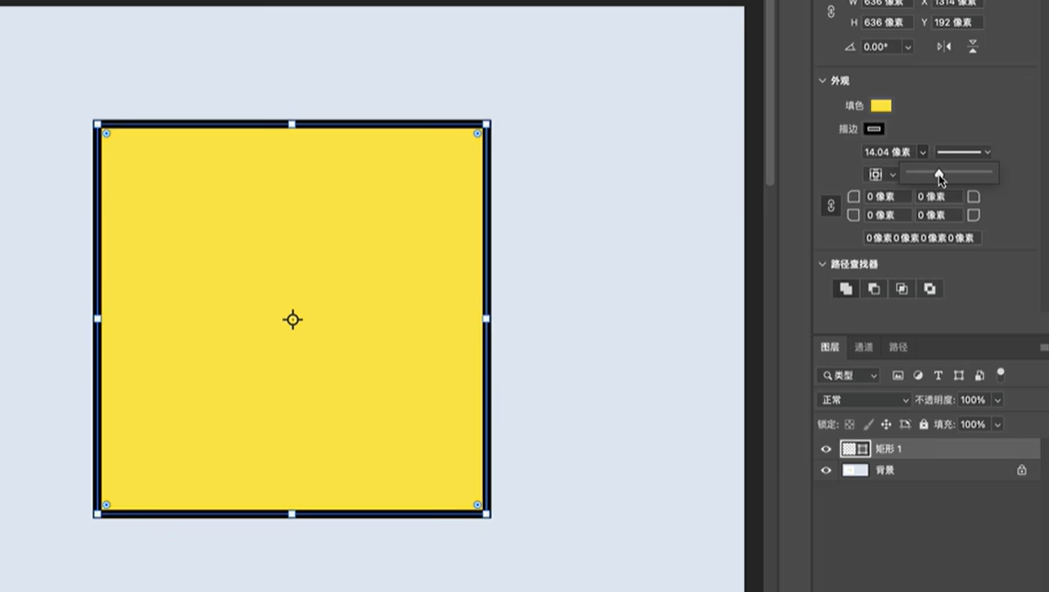 W 636 像素 X 1314 像素
H 636 像素 Y 192 像素
0.00°
外观
填色
描边
14.04 像素
0 像素 0 像素
0 像素 0 像素
0像素0像素0像素0像素
路径查找器
图层 通道 路径
类型
正常 不透明度: 100%
锁定: 填充: 100%
矩形 1
背景